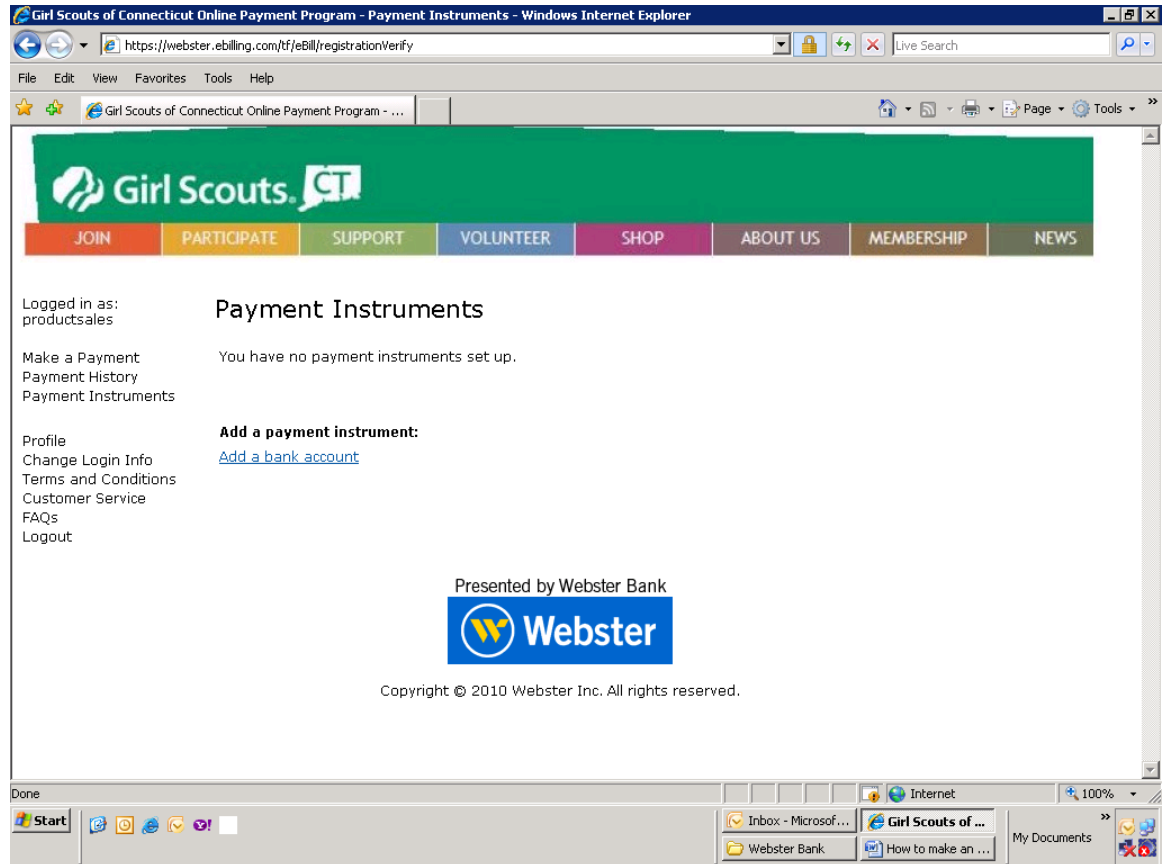 Girl Scouts of Connecticut Online Payment Program - Payment Instruments - Windows Internet Explorer
https://webster.ebilling.com/tf/eBill/registrationVerify
Live Search
File Edit View Favorites Tools Help
Girl Scouts of Connecticut Online Payment Program - ...
Page Tools »
Girl Scouts. CT.
JOIN PARTICIPATE SUPPORT VOLUNTEER SHOP ABOUT US MEMBERSHIP NEWS
Logged in as:
productsales
Make a Payment
Payment History
Payment Instruments
Profile
Change Login Info
Terms and Conditions
Customer Service
FAQs
Logout
Payment Instruments
You have no payment instruments set up.
Add a payment instrument:
Add a bank account
Presented by Webster Bank
W Webster
Copyright © 2010 Webster Inc. All rights reserved.
Done
Internet
100%
Start
Inbox - Microsof...
Girl Scouts of ...
Webster Bank
How to make an ...
My Documents »